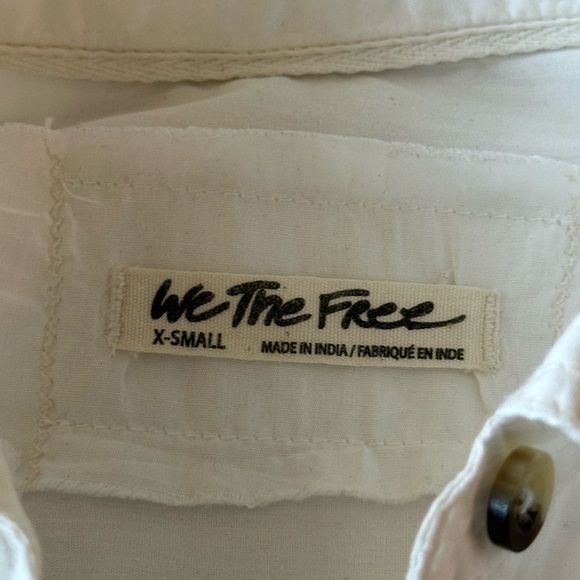 We The Free
X-SMALL MADE IN INDIA / FABRIQUÉ EN INDE